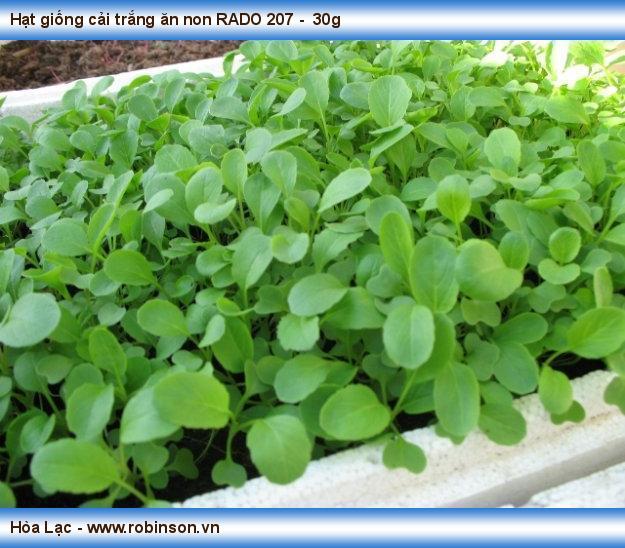 Hạt giống cải trắng ăn non RADO 207 - 30g
Hòa Lạc - www.robinson.vn